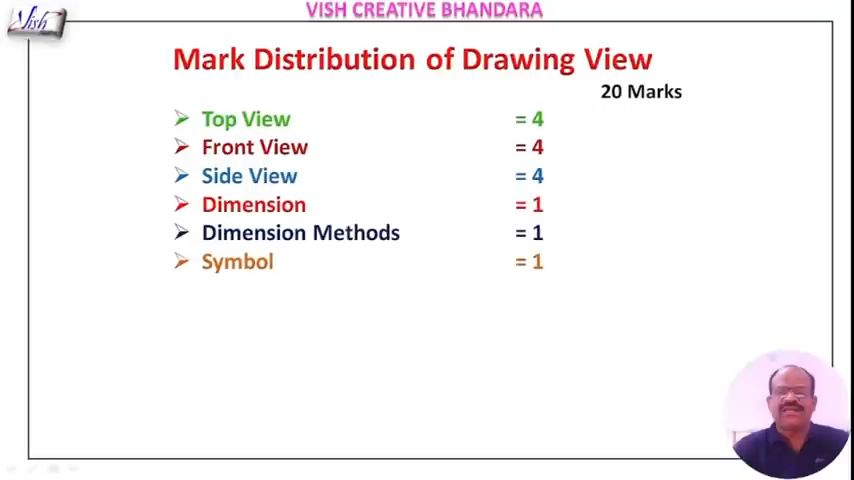 Vish
VISH CREATIVE BHANDARA
Mark Distribution of Drawing View
20 Marks
Top View = 4
Front View = 4
Side View = 4
Dimension = 1
Dimension Methods = 1
Symbol = 1